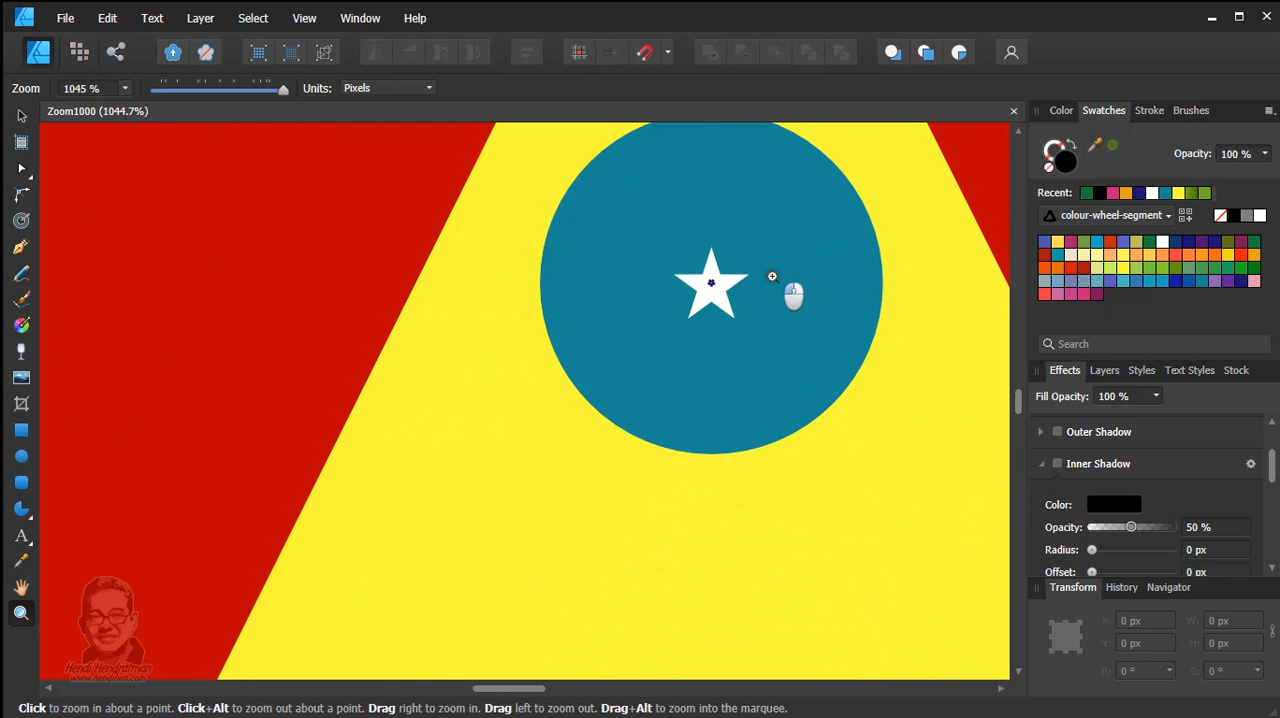 File Edit Text Layer Select View Window Help
Zoom 1045 % Units: Pixels
Zoom1000 (1044.7%)
Color Swatches Stroke Brushes
Opacity: 100 %
Recent:
colour-wheel-segment
Search
Effects Layers Styles Text Styles Stock
Fill Opacity: 100 %
Outer Shadow
Inner Shadow
Color:
Opacity: 50 %
Radius: 0 px
Offset: 0 px
Transform History Navigator
X: 0 px W: 0 px
Y: 0 px H: 0 px
R: 0 ° S: 0 °
Hendi Hendratman
www.hendihen.com
Click to zoom in about a point. Click+Alt to zoom out about a point. Drag right to zoom in. Drag left to zoom out. Drag+Alt to zoom into the marquee.